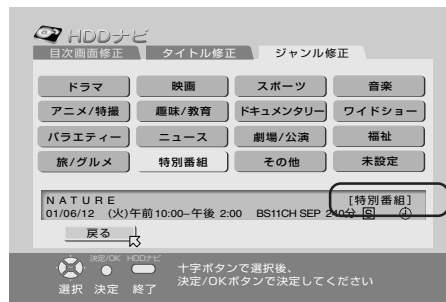 HDDナビ
目次画面修正 タイトル修正 ジャンル修正
ドラマ 映画 スポーツ 音楽
アニメ/特撮 趣味/教育 ドキュメンタリー ワイドショー
バラエティー ニュース 劇場/公演 福祉
旅/グルメ 特別番組 その他 未設定
NATURE [特別番組]
01/06/12 (火)午前10:00-午後 2:00 BS11CH SEP 240分 S
戻る
決定/OK HDDナビ
選択 決定 終了
十字ボタンで選択後、
決定/OKボタンで決定してください